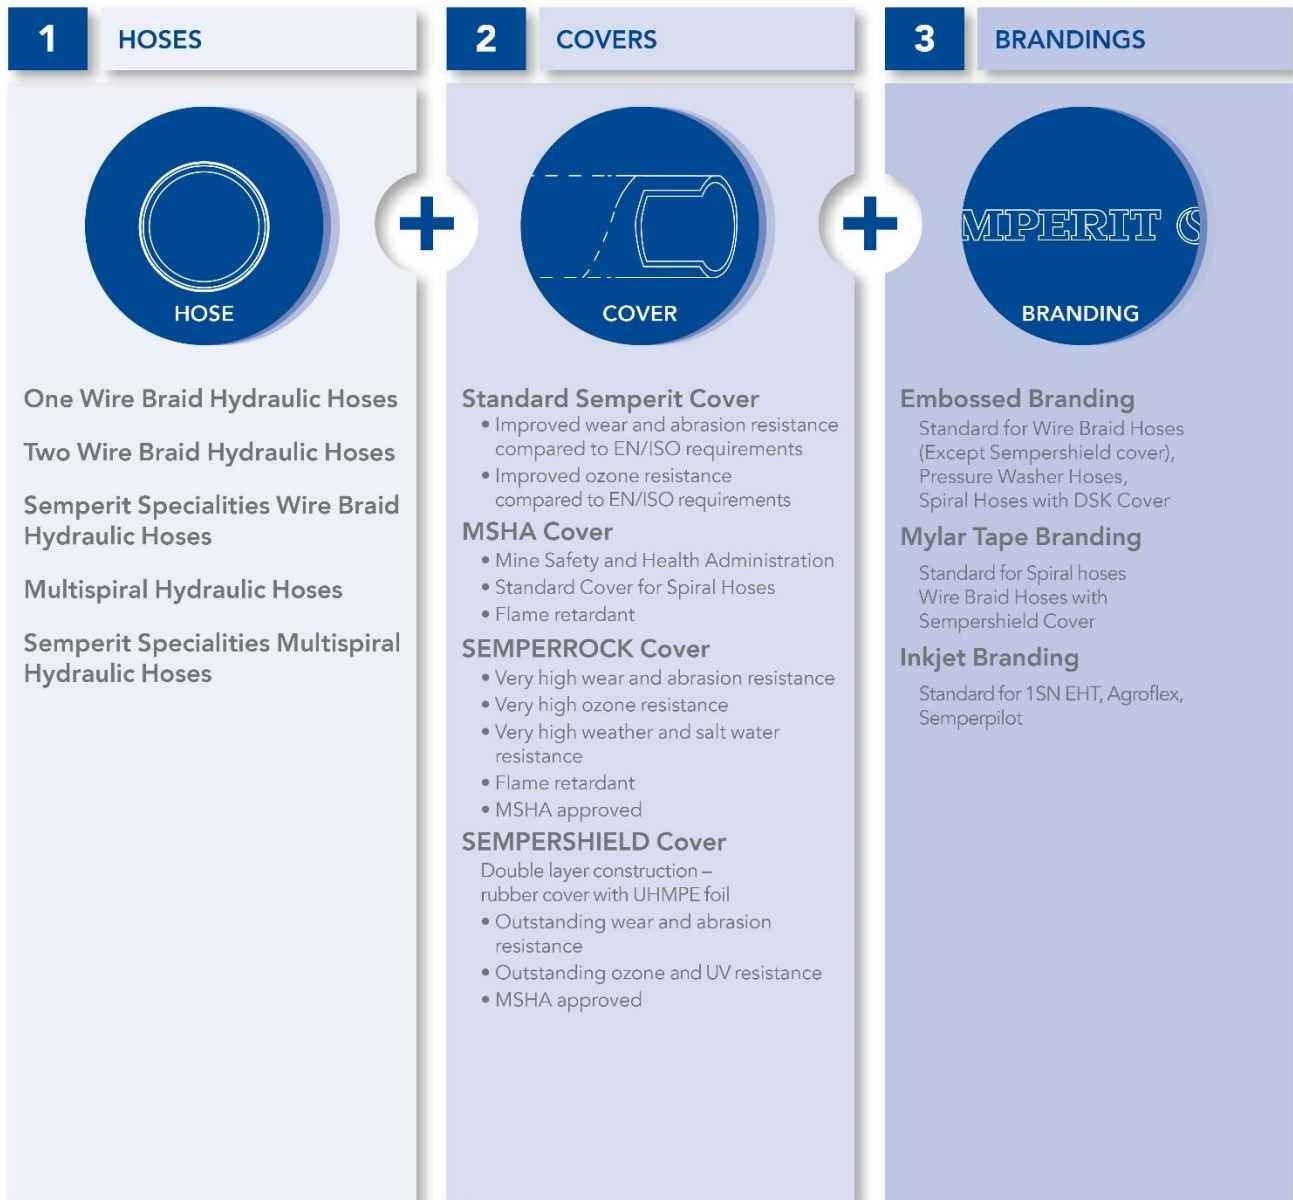 1 HOSES
HOSE
One Wire Braid Hydraulic Hoses
Two Wire Braid Hydraulic Hoses
Semperit Specialities Wire Braid
Hydraulic Hoses
Multispiral Hydraulic Hoses
Semperit Specialities Multispiral
Hydraulic Hoses
+
2 COVERS
COVER
Standard Semperit Cover
• Improved wear and abrasion resistance
compared to EN/ISO requirements
• Improved ozone resistance
compared to EN/ISO requirements
MSHA Cover
• Mine Safety and Health Administration
• Standard Cover for Spiral Hoses
• Flame retardant
SEMPERROCK Cover
• Very high wear and abrasion resistance
• Very high ozone resistance
• Very high weather and salt water
resistance
• Flame retardant
• MSHA approved
SEMPERSHIELD Cover
Double layer construction –
rubber cover with UHMPE foil
• Outstanding wear and abrasion
resistance
• Outstanding ozone and UV resistance
• MSHA approved
+
3 BRANDINGS
MPERIT S
BRANDING
Embossed Branding
Standard for Wire Braid Hoses
(Except Sempershield cover),
Pressure Washer Hoses,
Spiral Hoses with DSK Cover
Mylar Tape Branding
Standard for Spiral hoses
Wire Braid Hoses with
Sempershield Cover
Inkjet Branding
Standard for 1SN EHT, Agroflex,
Semperpilot